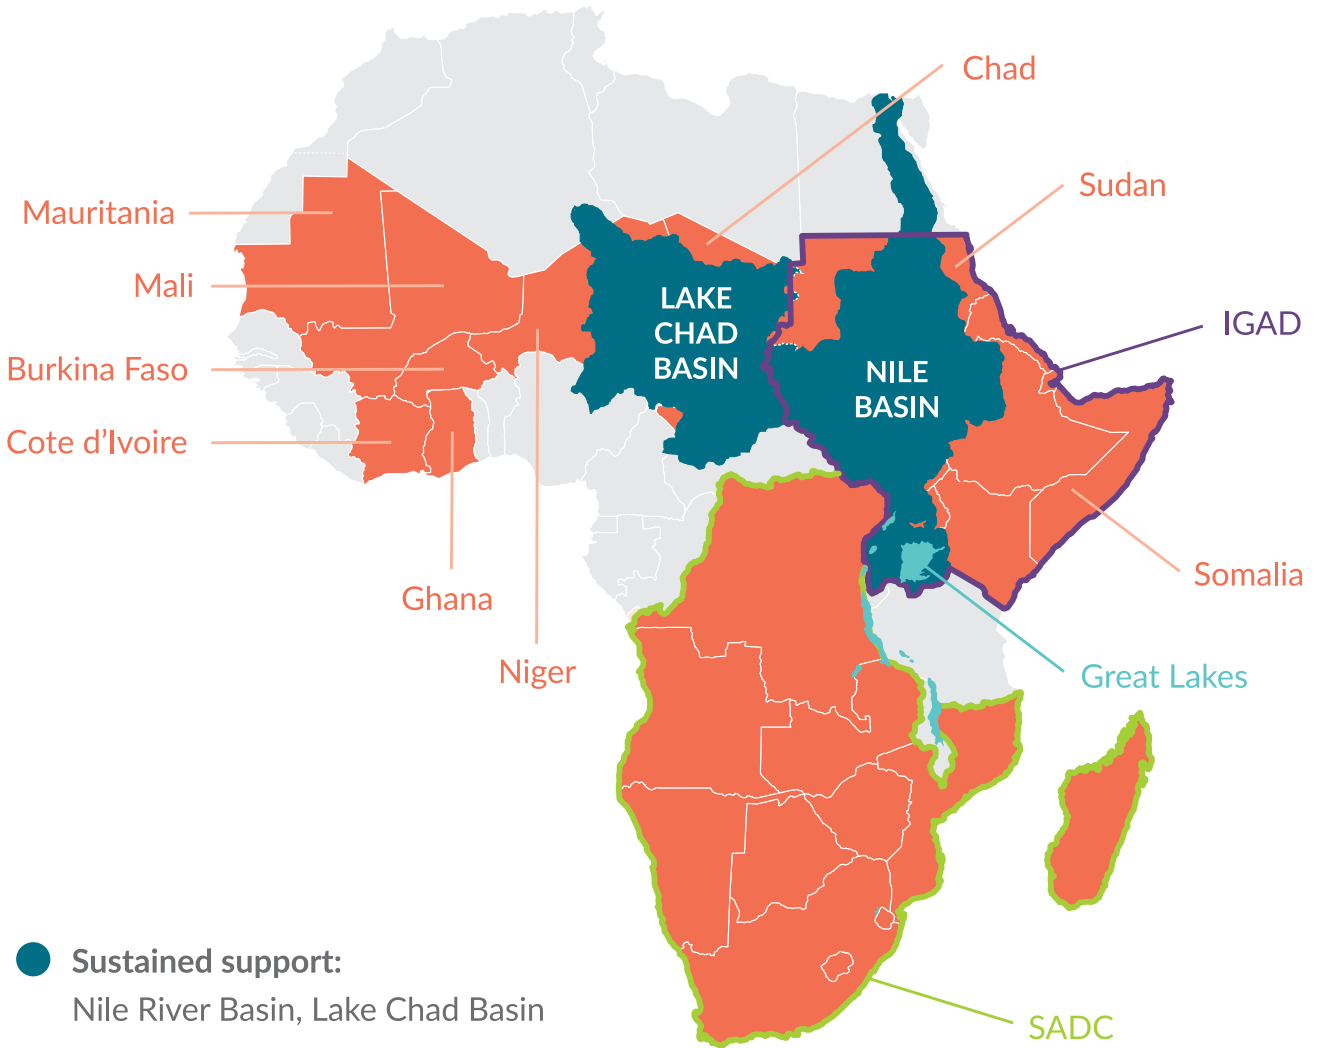 Chad
Sudan
Mauritania
Mali
LAKE
CHAD
BASIN
IGAD
Burkina Faso
NILE
BASIN
Cote d’Ivoire
Somalia
Ghana
Niger
Great Lakes
Sustained support:
Nile River Basin, Lake Chad Basin
SADC